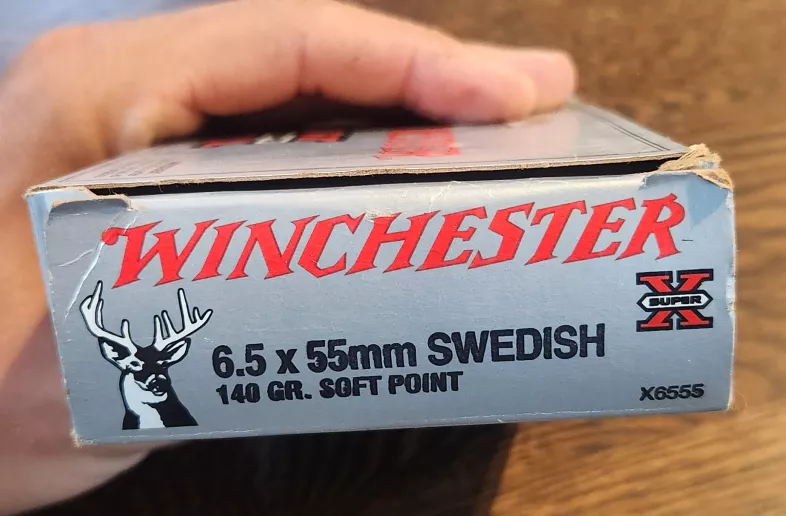 WINCHESTER
SUPER X
6.5 x 55mm SWEDISH
140 GR. SOFT POINT
X6555